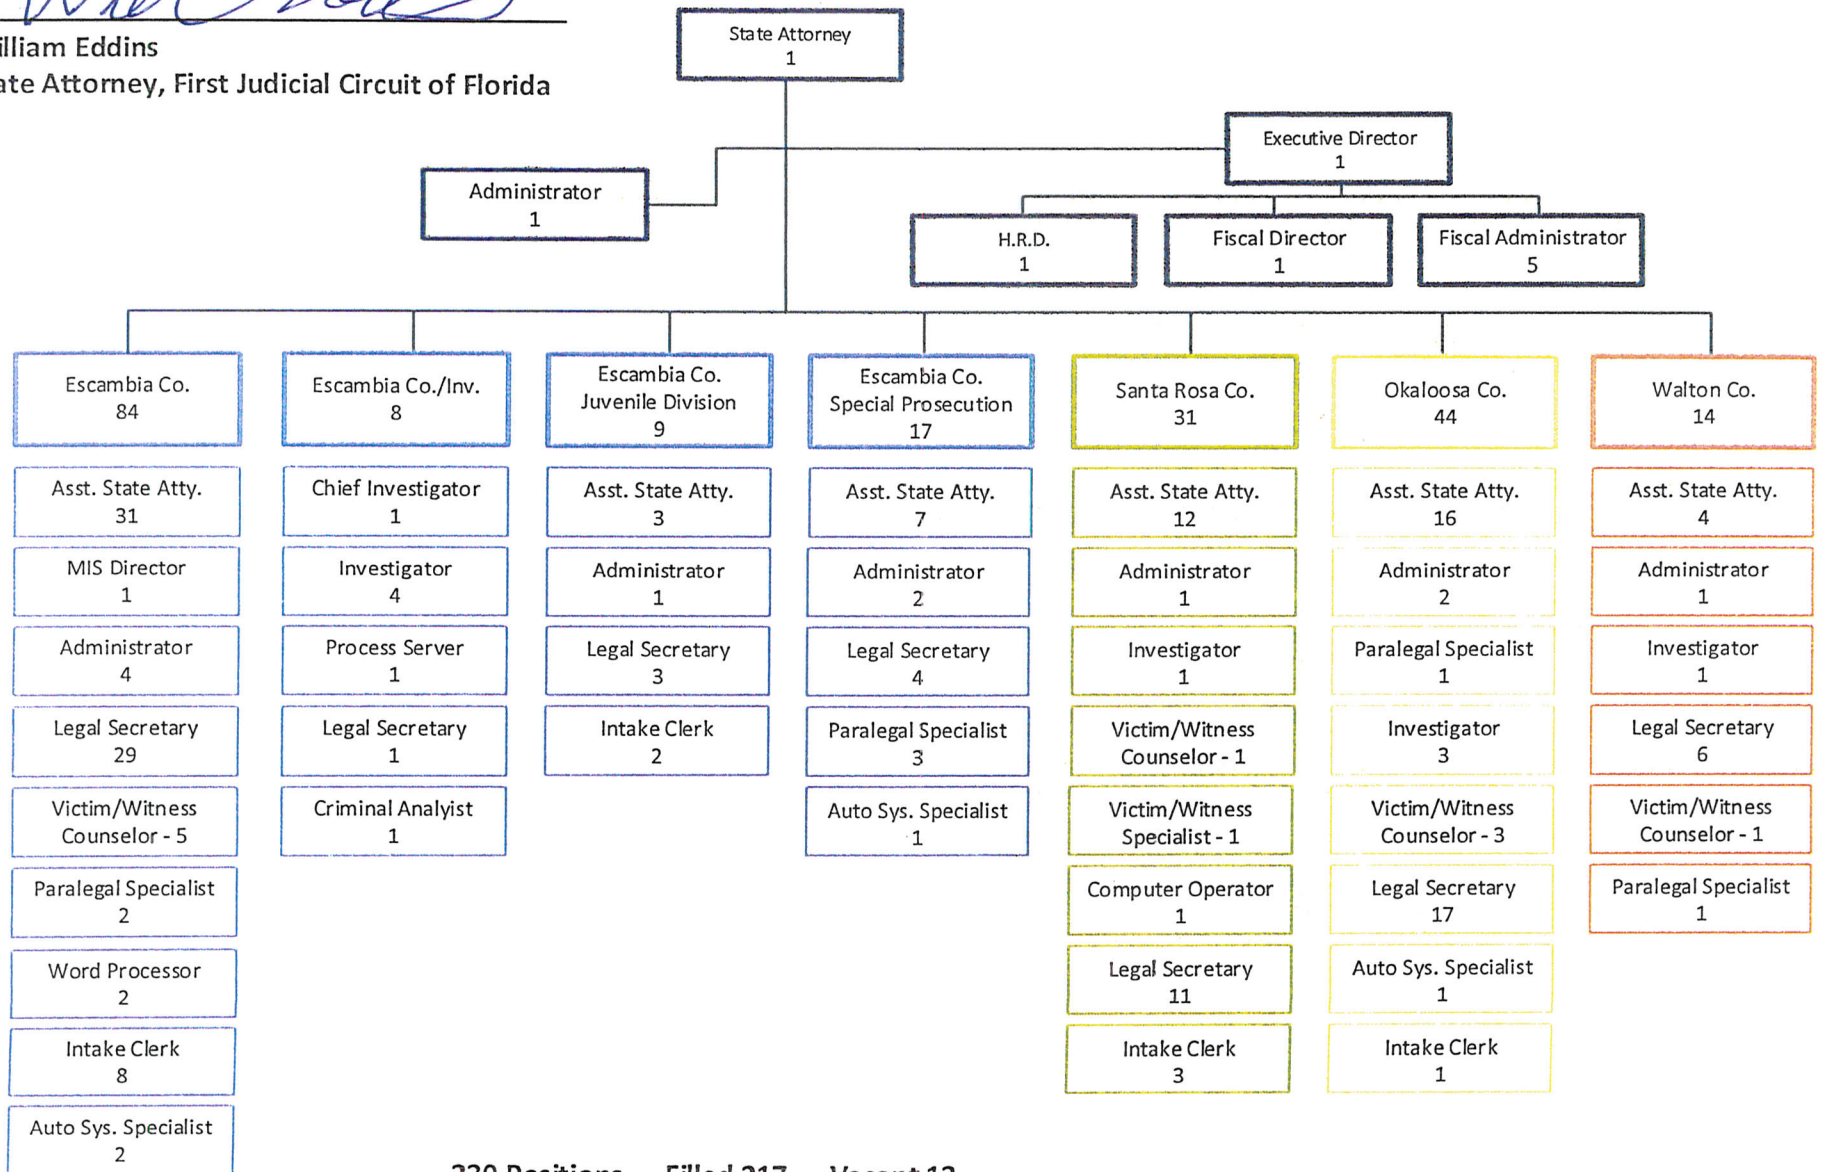 illiam Eddins
ate Attorney, First Judicial Circuit of Florida
State Attorney
1
Executive Director
1
Administrator
1
H.R.D.
1
Fiscal Director
1
Fiscal Administrator
5
Escambia Co.
84
Asst. State Atty.
31
MIS Director
1
Administrator
4
Legal Secretary
29
Victim/Witness
Counselor - 5
Paralegal Specialist
2
Word Processor
2
Intake Clerk
8
Auto Sys. Specialist
2
Escambia Co./Inv.
8
Chief Investigator
1
Investigator
4
Process Server
1
Legal Secretary
1
Criminal Analyist
1
Escambia Co.
Juvenile Division
9
Asst. State Atty.
3
Administrator
1
Legal Secretary
3
Intake Clerk
2
Escambia Co.
Special Prosecution
17
Asst. State Atty.
7
Administrator
2
Legal Secretary
4
Paralegal Specialist
3
Auto Sys. Specialist
1
Santa Rosa Co.
31
Asst. State Atty.
12
Administrator
1
Investigator
1
Victim/Witness
Counselor - 1
Victim/Witness
Specialist - 1
Computer Operator
1
Legal Secretary
11
Intake Clerk
3
Okaloosa Co.
44
Asst. State Atty.
16
Administrator
2
Paralegal Specialist
1
Investigator
3
Victim/Witness
Counselor - 3
Legal Secretary
17
Auto Sys. Specialist
1
Intake Clerk
1
Walton Co.
14
Asst. State Atty.
4
Administrator
1
Investigator
1
Legal Secretary
6
Victim/Witness
Counselor - 1
Paralegal Specialist
1
Positions Filled 217 Vacant